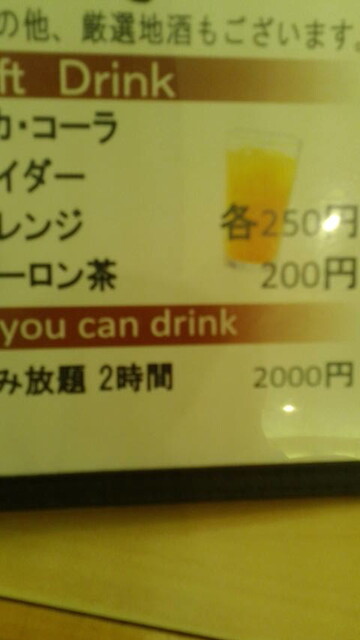 の他、厳選地酒もございます。
ft Drink
カ・コーラ
イダー
レンジ 各250円
ーロン茶 200円
you can drink
み放題 2時間 2000円